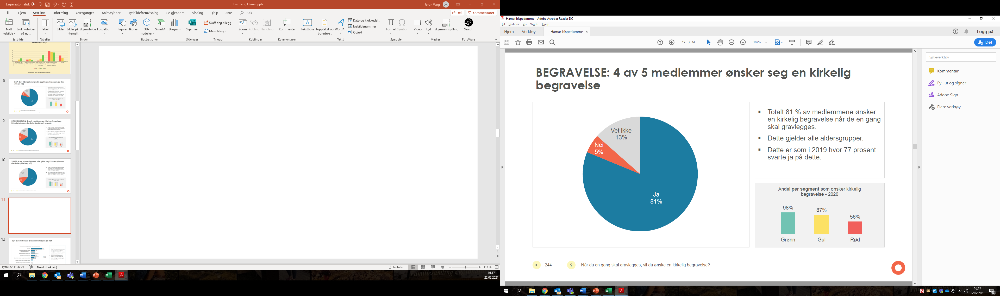 Lagre automatisk
Framlegg Hamar.pptx
Jorun Vang
Fil Hjem Sett inn Utforming Overganger Animasjoner Lysbildefremvisning Se gjennom Visning Hjelp 360° Søk
Del Kommentarer
Nytt lysbilde
Bruk lysbilder på nytt
Tabell
Bilder
Bilder på Internett
Skjermbilde
Fotoalbum
Figurer
Ikoner
3D-modeller
SmartArt
Diagram
Skjemaer
Skaff deg tillegg
Mine tillegg
Zoom
Kobling
Handling
Kommentar
Tekstboks
Topptekst og bunntekst
WordArt
Dato og klokkeslett
Lysbildenummer
Objekt
Formel
Symbol
Video
Lyd
Skjerminnspilling
Search
Lysbilder Tabeller Bilder Illustrasjoner Skjemaer Tillegg Koblinger Kommentarer Tekst Symboler Medier FotoWare
Medlemskap
8
DÅP: 8 av 10 medlemmer ville døpt barnet (dersom de fikk
et barn nå)
9
KONFIRMASJON: 2 av 3 medlemmer ville konfirmert seg
kirkelig (dersom de skulle konfirmert seg nå)
10
VIELSE: 6 av 10 medlemmer ville giftet seg i kirken (dersom
de skulle giftet seg nå)
11
12
Syv av ti foretrekker å finne informasjon på nett
Lysbilde 11 av 24
Norsk (bokmål)
Notater
114 %
16.17
22.02.2021
Hamar bispedømme - Adobe Acrobat Reader DC
Fil Rediger Vis Vindu Hjelp
Hjem Verktøy Hamar bispedømme
Logg på
19 / 44
107%
Del
BEGRAVELSE: 4 av 5 medlemmer ønsker seg en kirkelig
begravelse
Vet ikke
13%
Nei
5%
Ja
81%
Totalt 81 % av medlemmene ønsker
en kirkelig begravelse når de en gang
skal gravlegges.
Dette gjelder alle aldersgrupper.
Dette er som i 2019 hvor 77 prosent
svarte ja på dette.
Andel per segment som ønsker kirkelig
begravelse - 2020
98%
87%
56%
Grønn Gul Rød
n= 244
? Når du en gang skal gravlegges, vil du ønske en kirkelig begravelse?
Søkeverktøy
Kommentar
Fyll ut og signer
Adobe Sign
Flere verktøy
16.17
22.02.2021
13